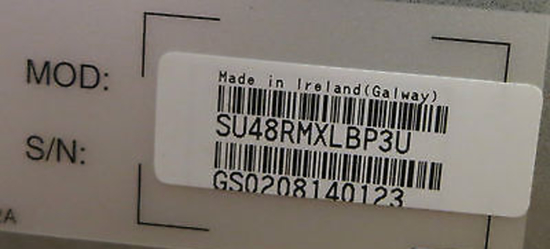 MOD:
Made in Ireland(Galway)
SU48RMXLBP3U
S/N:
GS0208140123